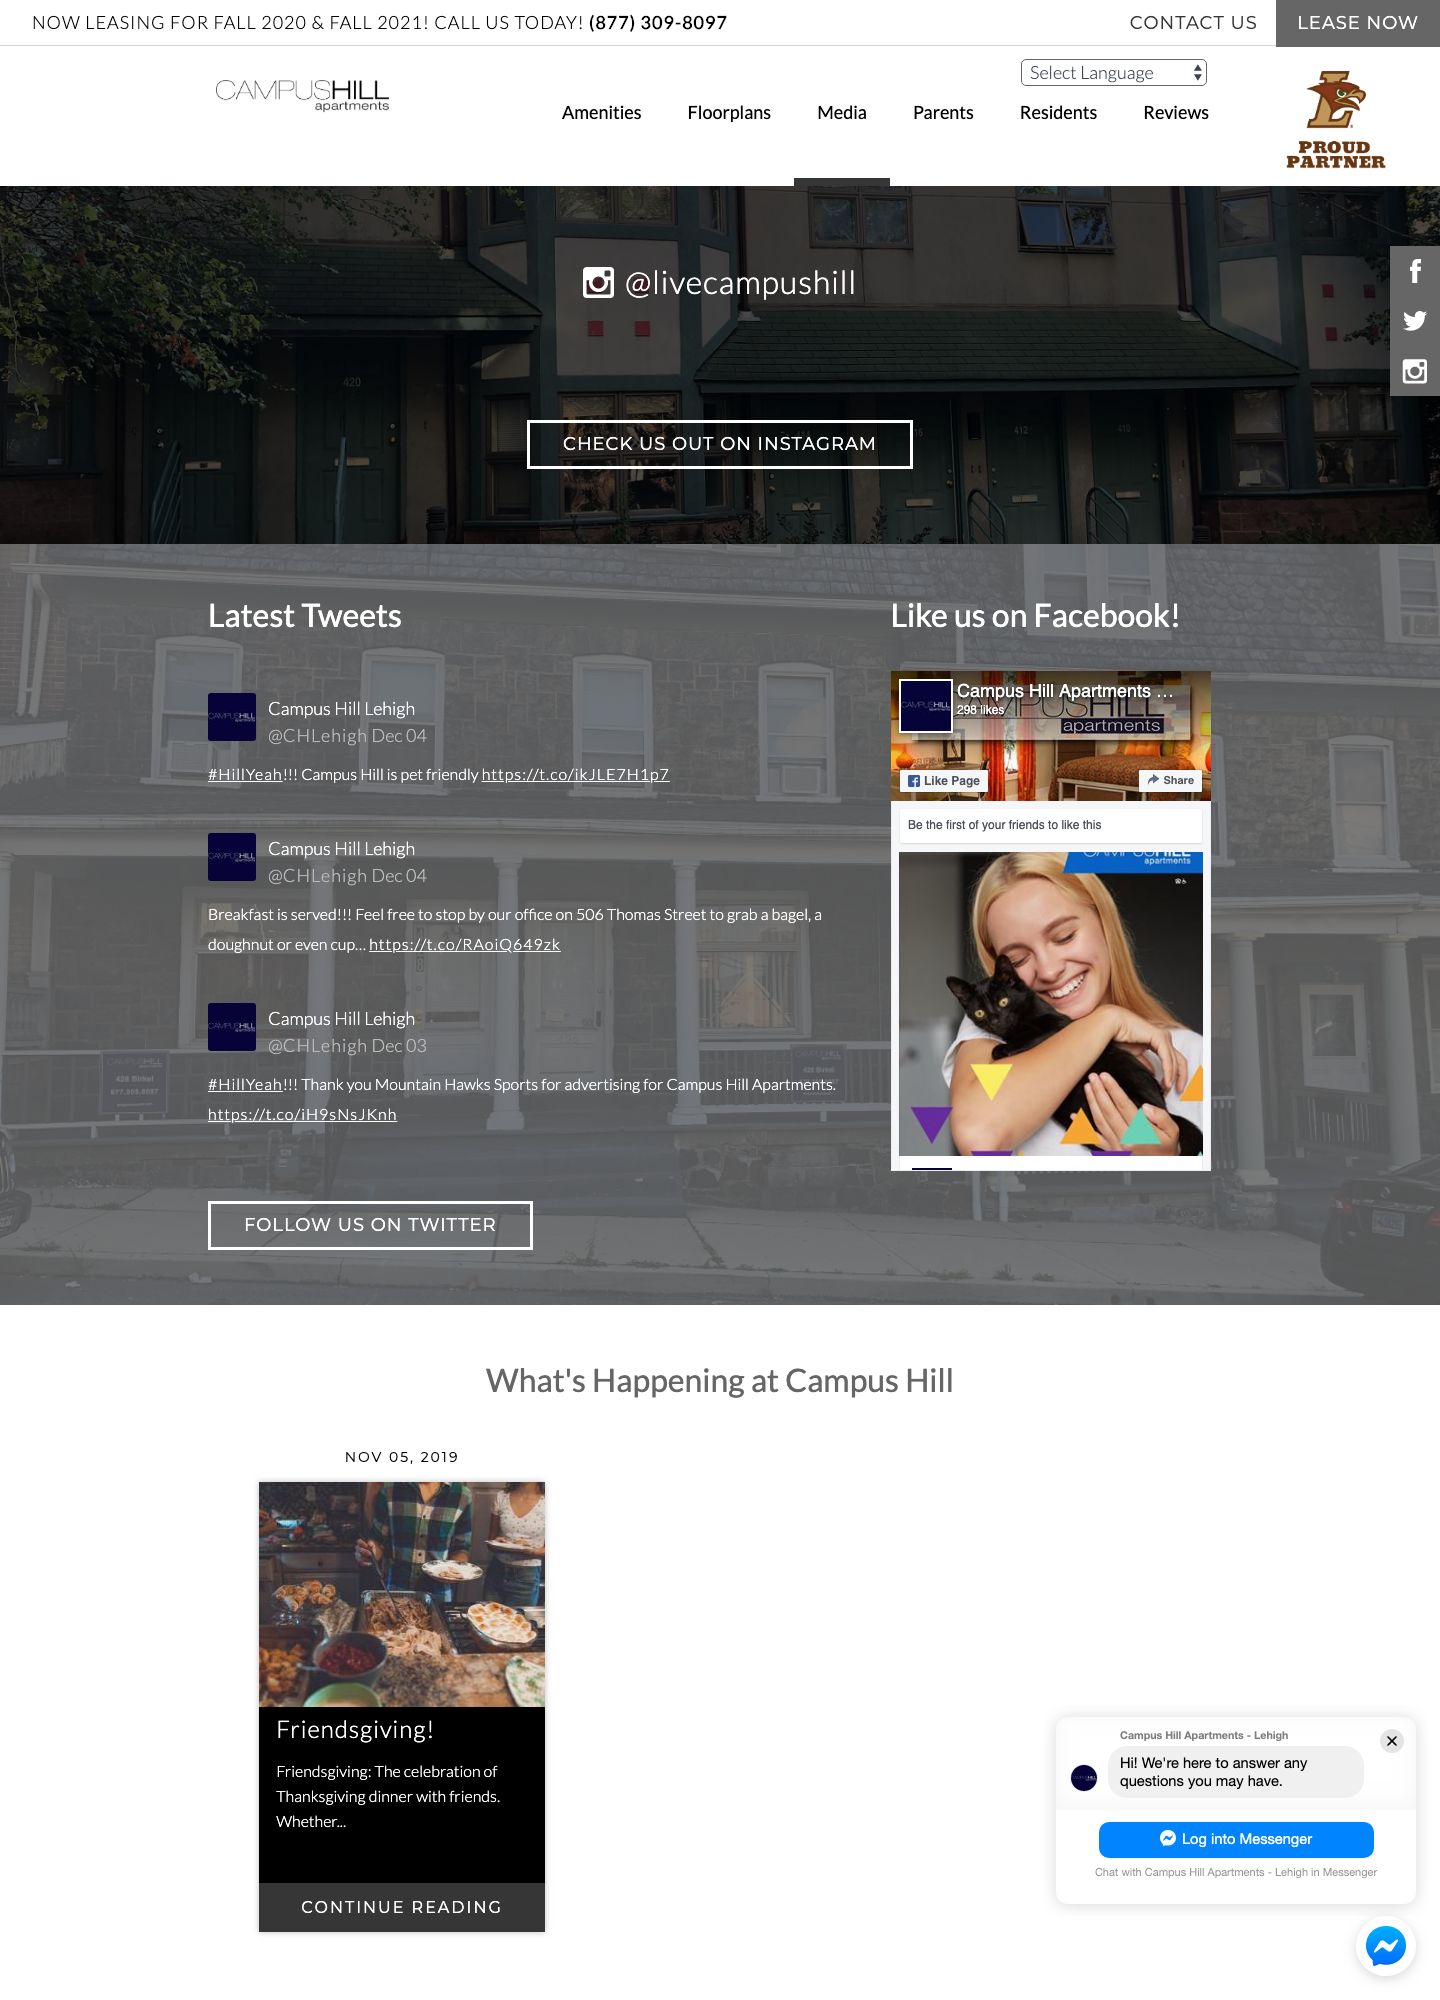 NOW LEASING FOR FALL 2020 & FALL 2021! CALL US TODAY! (877) 309-8097
CONTACT US
LEASE NOW
Select Language
CAMPUSHILL
apartments
Amenities
Floorplans
Media
Parents
Residents
Reviews
PROUD
PARTNER
@livecampushill
420
412
410
CHECK US OUT ON INSTAGRAM
Latest Tweets
Campus Hill Lehigh
@CHLehigh Dec 04
#HillYeah!!! Campus Hill is pet friendly https://t.co/ikJLE7H1p7
Campus Hill Lehigh
@CHLehigh Dec 04
Breakfast is served!!! Feel free to stop by our office on 506 Thomas Street to grab a bagel, a
doughnut or even cup... https://t.co/RAoiQ649zk
Campus Hill Lehigh
@CHLehigh Dec 03
#HillYeah!!! Thank you Mountain Hawks Sports for advertising for Campus Hill Apartments.
https://t.co/iH9sNsJKnh
FOLLOW US ON TWITTER
Like us on Facebook!
Campus Hill Apartments ...
298 likes
apartments
Like Page
Share
Be the first of your friends to like this
CAMPUSHILL
apartments
What's Happening at Campus Hill
NOV 05, 2019
Friendsgiving!
Friendsgiving: The celebration of
Thanksgiving dinner with friends.
Whether...
CONTINUE READING
Campus Hill Apartments - Lehigh
Hi! We're here to answer any
questions you may have.
Log into Messenger
Chat with Campus Hill Apartments - Lehigh in Messenger